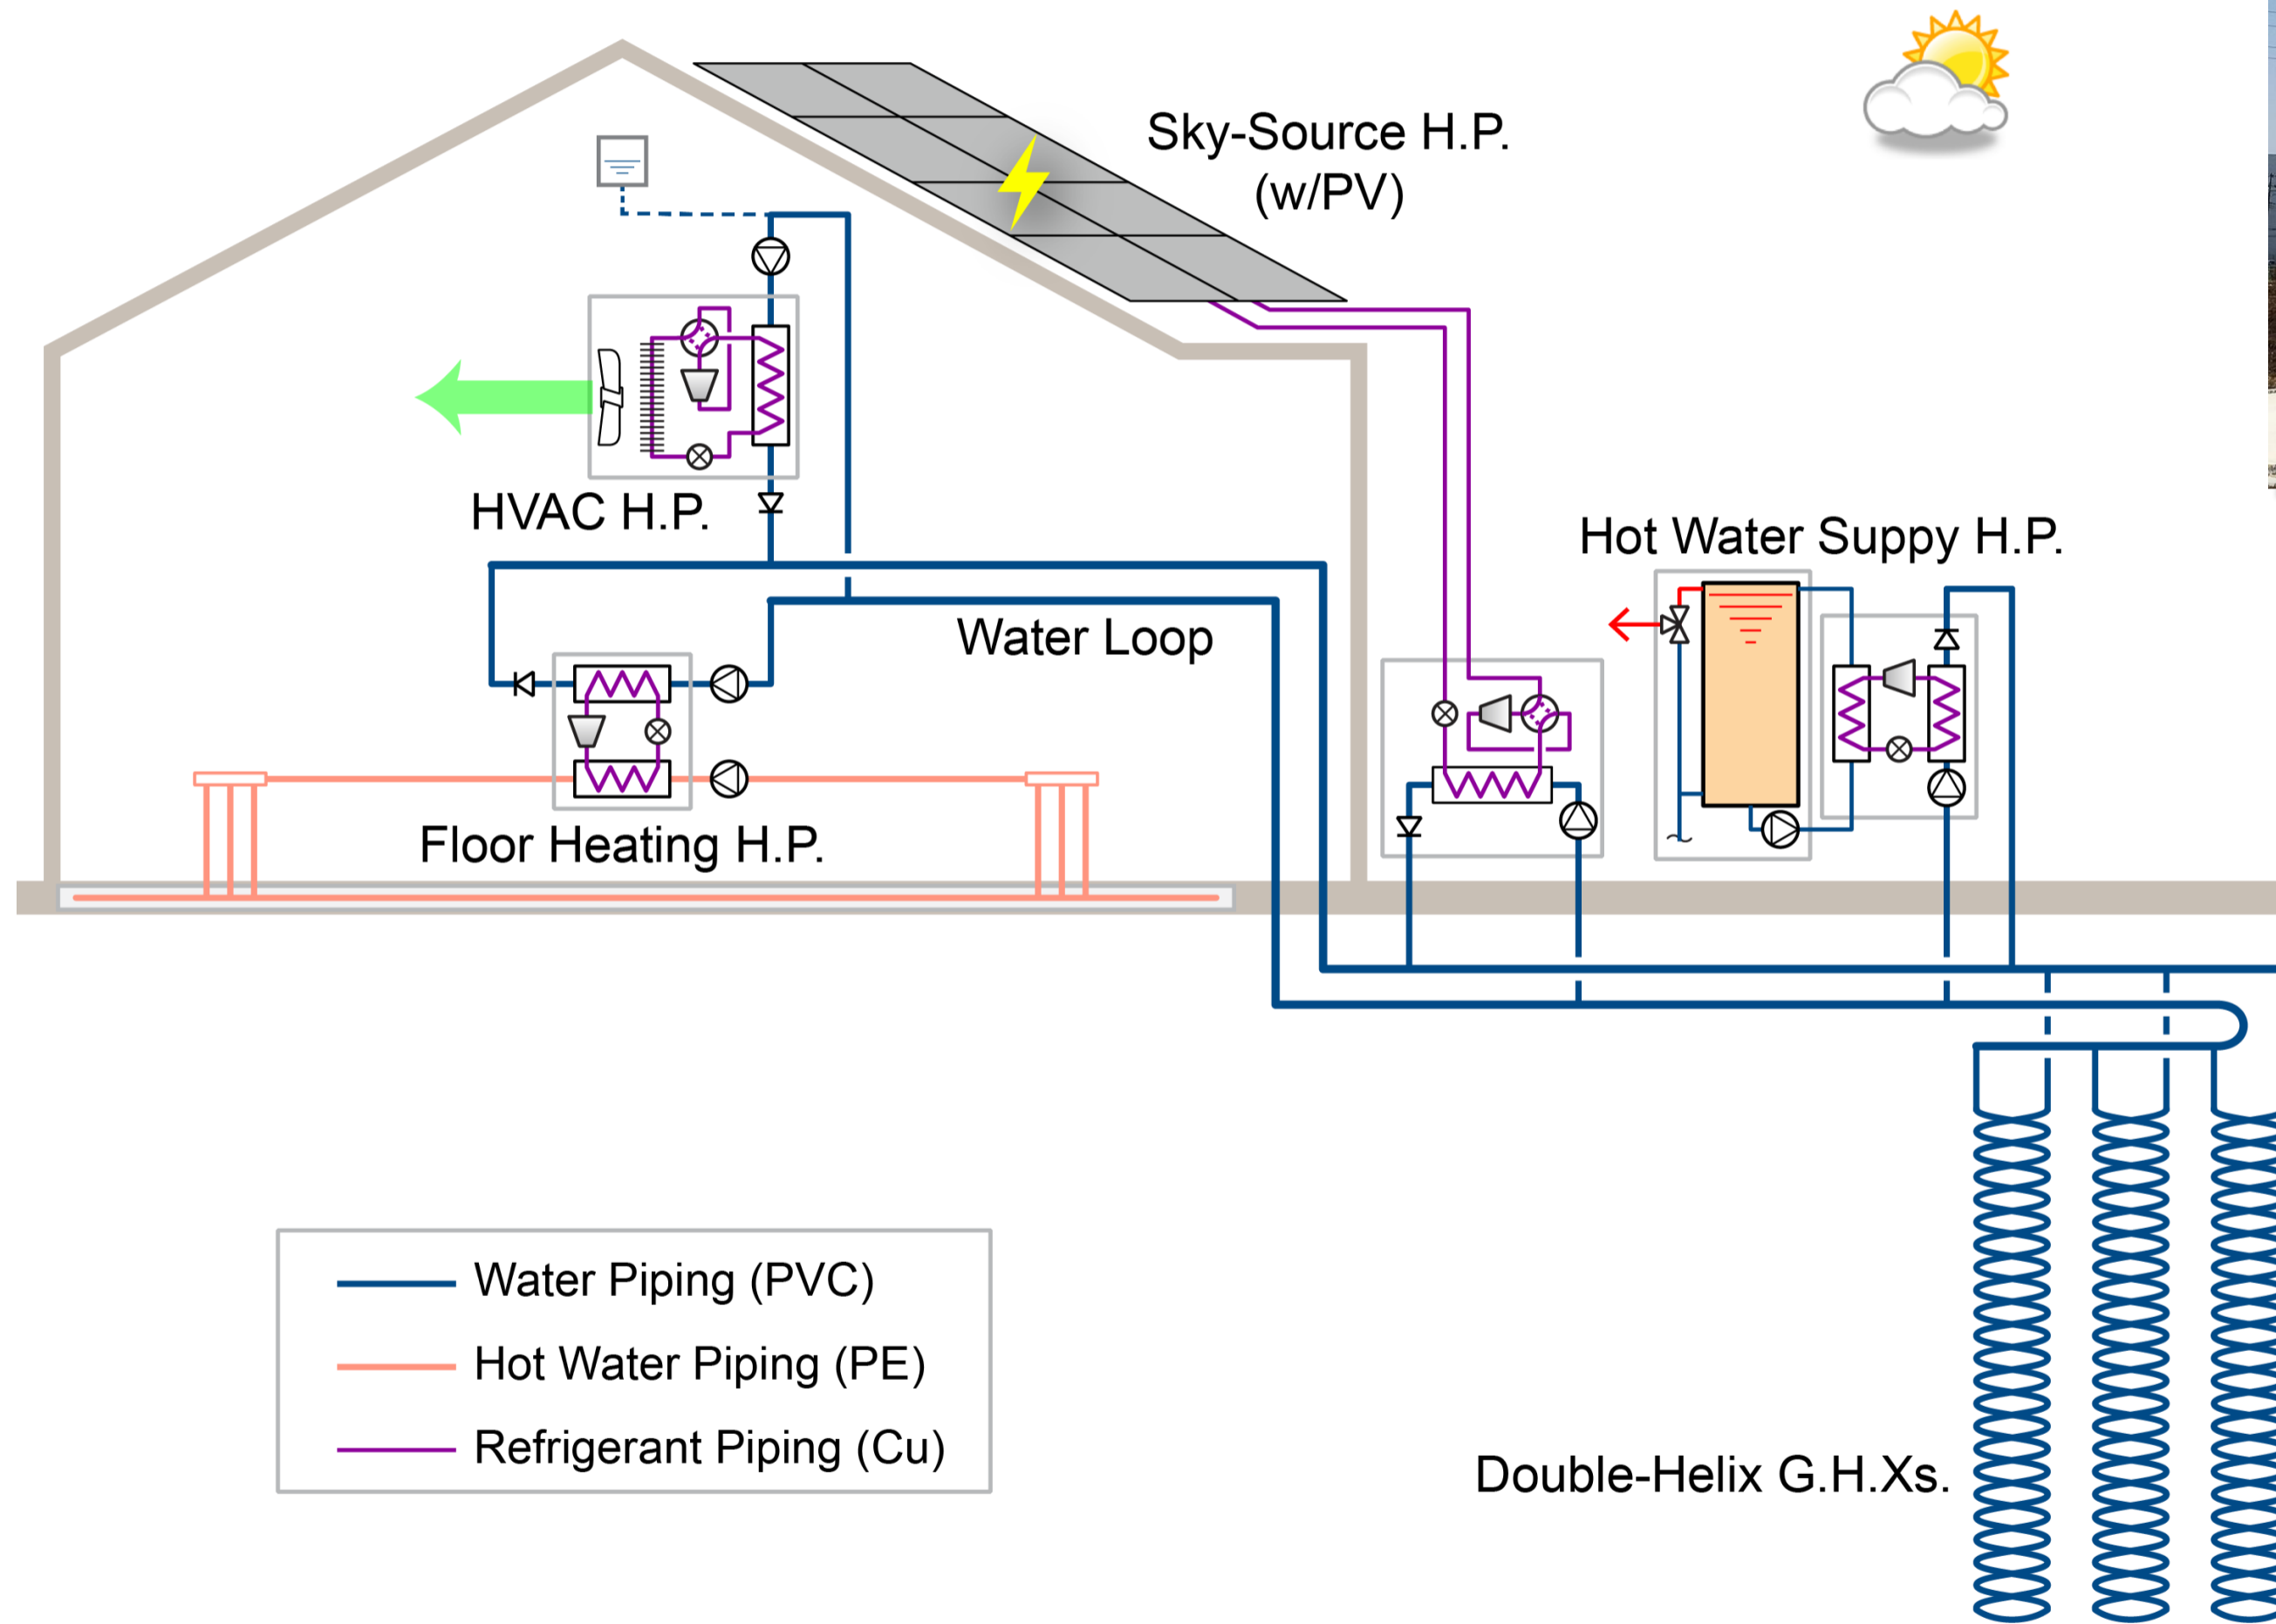 Sky-Source H.P.
(w/PV)
HVAC H.P.
Hot Water Suppy H.P.
Water Loop
Floor Heating H.P.
Water Piping (PVC)
Hot Water Piping (PE)
Refrigerant Piping (Cu)
Double-Helix G.H.Xs.